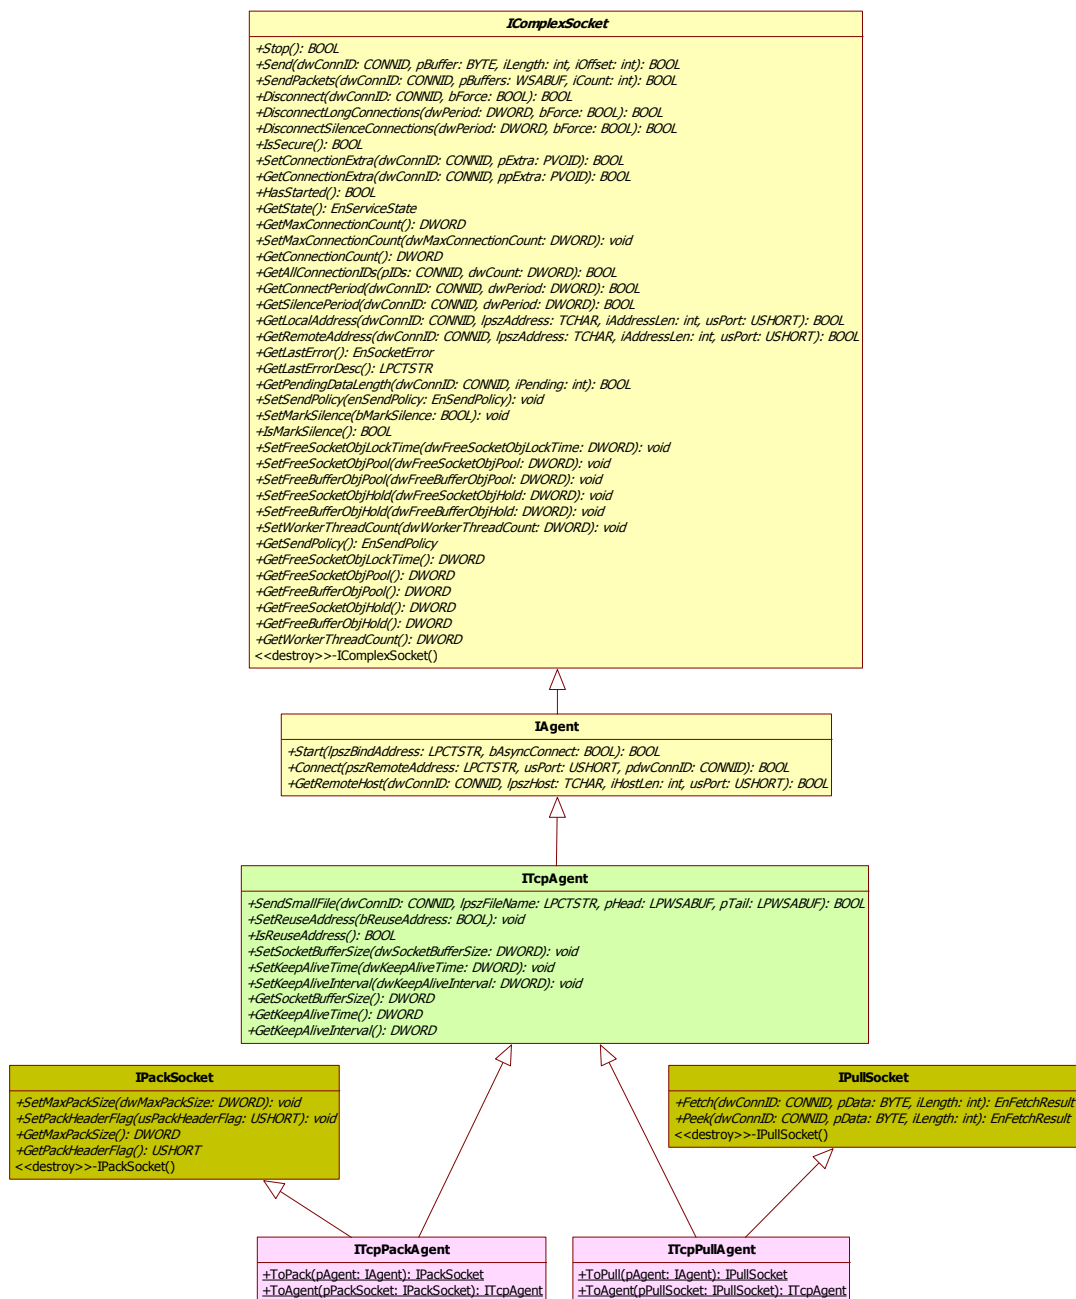 IComplexSocket
+Stop(): BOOL
+Send(dwConnID: CONNID, pBuffer: BYTE, iLength: int, iOffset: int): BOOL
+SendPackets(dwConnID: CONNID, pBuffers: WSABUF, iCount: int): BOOL
+Disconnect(dwConnID: CONNID, bForce: BOOL): BOOL
+DisconnectLongConnections(dwPeriod: DWORD, bForce: BOOL): BOOL
+DisconnectSilenceConnections(dwPeriod: DWORD, bForce: BOOL): BOOL
+IsSecure(): BOOL
+SetConnectionExtra(dwConnID: CONNID, pExtra: PVOID): BOOL
+GetConnectionExtra(dwConnID: CONNID, ppExtra: PVOID): BOOL
+HasStarted(): BOOL
+GetState(): EnServiceState
+GetMaxConnectionCount(): DWORD
+SetMaxConnectionCount(dwMaxConnectionCount: DWORD): void
+GetConnectionCount(): DWORD
+GetAllConnectionIDs(pIDs: CONNID, dwCount: DWORD): BOOL
+GetConnectPeriod(dwConnID: CONNID, dwPeriod: DWORD): BOOL
+GetSilencePeriod(dwConnID: CONNID, dwPeriod: DWORD): BOOL
+GetLocalAddress(dwConnID: CONNID, lpszAddress: TCHAR, iAddressLen: int, usPort: USHORT): BOOL
+GetRemoteAddress(dwConnID: CONNID, lpszAddress: TCHAR, iAddressLen: int, usPort: USHORT): BOOL
+GetLastError(): EnSocketError
+GetLastErrorDesc(): LPCTSTR
+GetPendingDataLength(dwConnID: CONNID, iPending: int): BOOL
+SetSendPolicy(enSendPolicy: EnSendPolicy): void
+SetMarkSilence(bMarkSilence: BOOL): void
+IsMarkSilence(): BOOL
+SetFreeSocketObjLockTime(dwFreeSocketObjLockTime: DWORD): void
+SetFreeSocketObjPool(dwFreeSocketObjPool: DWORD): void
+SetFreeBufferObjPool(dwFreeBufferObjPool: DWORD): void
+SetFreeSocketObjHold(dwFreeSocketObjHold: DWORD): void
+SetFreeBufferObjHold(dwFreeBufferObjHold: DWORD): void
+SetWorkerThreadCount(dwWorkerThreadCount: DWORD): void
+GetSendPolicy(): EnSendPolicy
+GetFreeSocketObjLockTime(): DWORD
+GetFreeSocketObjPool(): DWORD
+GetFreeBufferObjPool(): DWORD
+GetFreeSocketObjHold(): DWORD
+GetFreeBufferObjHold(): DWORD
+GetWorkerThreadCount(): DWORD
<<destroy>>-IComplexSocket()
IAgent
+Start(lpszBindAddress: LPCTSTR, bAsyncConnect: BOOL): BOOL
+Connect(pszRemoteAddress: LPCTSTR, usPort: USHORT, pdwConnID: CONNID): BOOL
+GetRemoteHost(dwConnID: CONNID, lpszHost: TCHAR, iHostLen: int, usPort: USHORT): BOOL
ITcpAgent
+SendSmallFile(dwConnID: CONNID, lpszFileName: LPCTSTR, pHead: LPWSABUF, pTail: LPWSABUF): BOOL
+SetReuseAddress(bReuseAddress: BOOL): void
+IsReuseAddress(): BOOL
+SetSocketBufferSize(dwSocketBufferSize: DWORD): void
+SetKeepAliveTime(dwKeepAliveTime: DWORD): void
+SetKeepAliveInterval(dwKeepAliveInterval: DWORD): void
+GetSocketBufferSize(): DWORD
+GetKeepAliveTime(): DWORD
+GetKeepAliveInterval(): DWORD
IPackSocket
+SetMaxPackSize(dwMaxPackSize: DWORD): void
+SetPackHeaderFlag(usPackHeaderFlag: USHORT): void
+GetMaxPackSize(): DWORD
+GetPackHeaderFlag(): USHORT
<<destroy>>-IPackSocket()
IPullSocket
+Fetch(dwConnID: CONNID, pData: BYTE, iLength: int): EnFetchResult
+Peek(dwConnID: CONNID, pData: BYTE, iLength: int): EnFetchResult
<<destroy>>-IPullSocket()
ITcpPackAgent
+ToPack(pAgent: IAgent): IPackSocket
+ToAgent(pPackSocket: IPackSocket): ITcpAgent
ITcpPullAgent
+ToPull(pAgent: IAgent): IPullSocket
+ToAgent(pPullSocket: IPullSocket): ITcpAgent